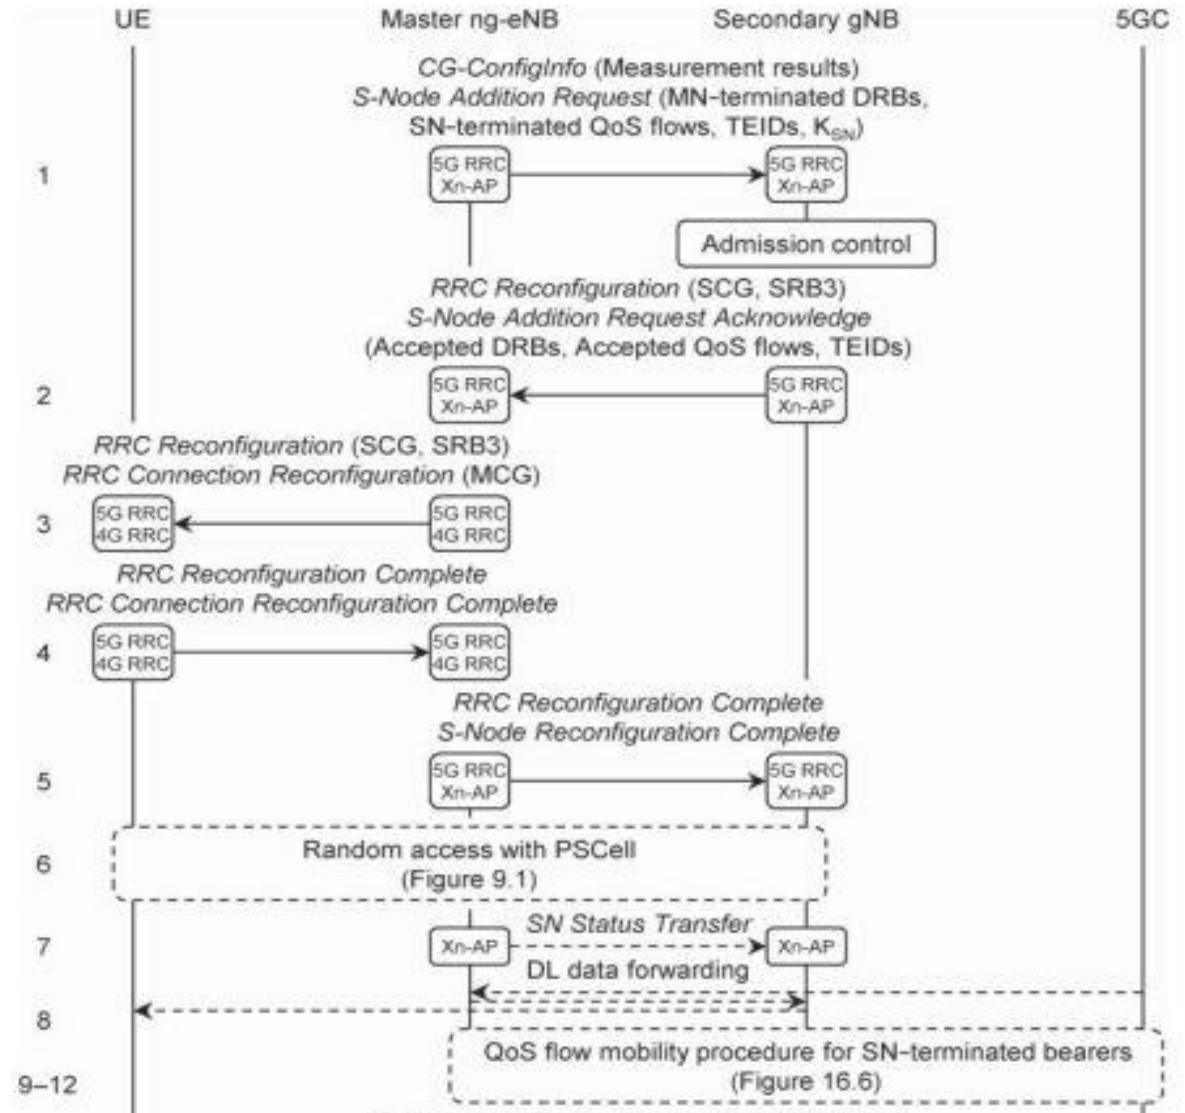 UE Master ng-eNB Secondary gNB 5GC
CG-ConfigInfo (Measurement results)
S-Node Addition Request (MN-terminated DRBs,
SN-terminated QoS flows, TEIDs, KSN)
1
5G RRC
Xn-AP
5G RRC
Xn-AP
Admission control
RRC Reconfiguration (SCG, SRB3)
S-Node Addition Request Acknowledge
(Accepted DRBs, Accepted QoS flows, TEIDs)
2
5G RRC
Xn-AP
5G RRC
Xn-AP
RRC Reconfiguration (SCG, SRB3)
RRC Connection Reconfiguration (MCG)
3
5G RRC
4G RRC
5G RRC
4G RRC
RRC Reconfiguration Complete
RRC Connection Reconfiguration Complete
4
5G RRC
4G RRC
5G RRC
4G RRC
RRC Reconfiguration Complete
S-Node Reconfiguration Complete
5
5G RRC
Xn-AP
5G RRC
Xn-AP
6
Random access with PSCell
(Figure 9.1)
SN Status Transfer
7
Xn-AP
Xn-AP
DL data forwarding
8
QoS flow mobility procedure for SN-terminated bearers
(Figure 16.6)
9–12